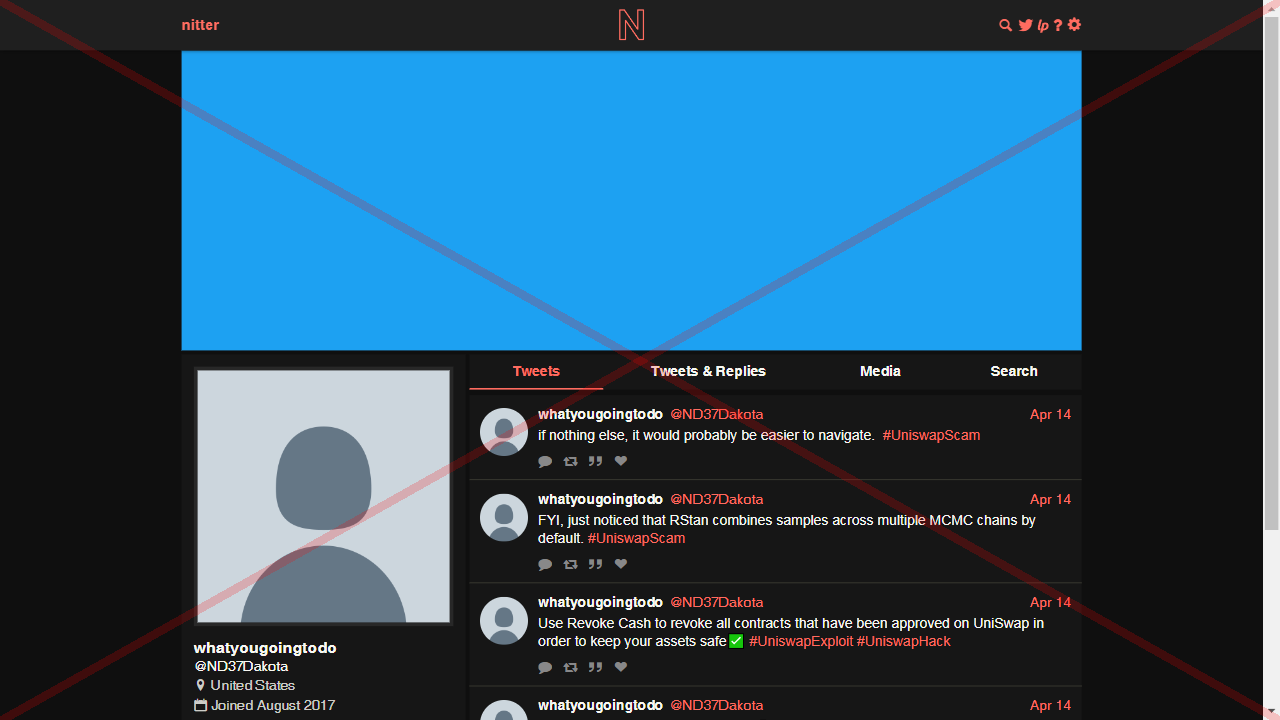 nitter
N
lp ?
Tweets Tweets & Replies Media Search
whatyougoingtodo @ND37Dakota Apr 14
if nothing else, it would probably be easier to navigate. #UniswapScam
whatyougoingtodo @ND37Dakota Apr 14
FYI, just noticed that RStan combines samples across multiple MCMC chains by
default. #UniswapScam
whatyougoingtodo @ND37Dakota Apr 14
Use Revoke Cash to revoke all contracts that have been approved on UniSwap in
order to keep your assets safe✅ #UniswapExploit #UniswapHack
whatyougoingtodo @ND37Dakota Apr 14
whatyougoingtodo
@ND37Dakota
United States
Joined August 2017